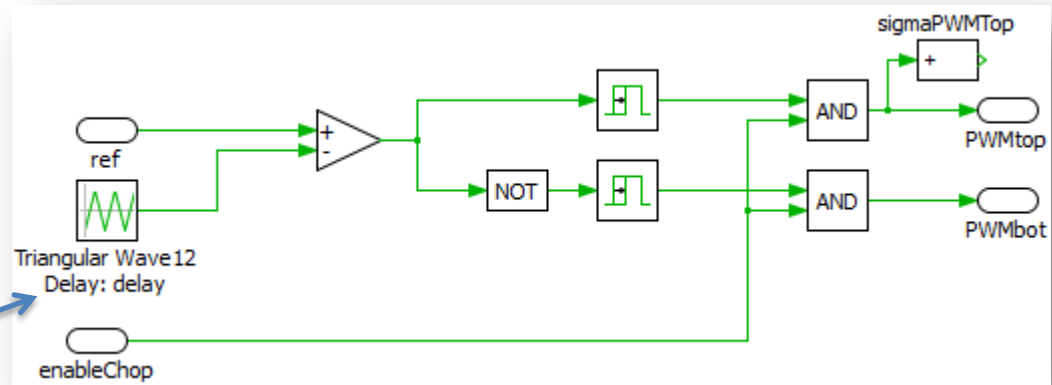 sigmaPWMTop
+
AND
PWMtop
+
-
ref
NOT
AND
PWMbot
Triangular Wave12
Delay: delay
enableChop